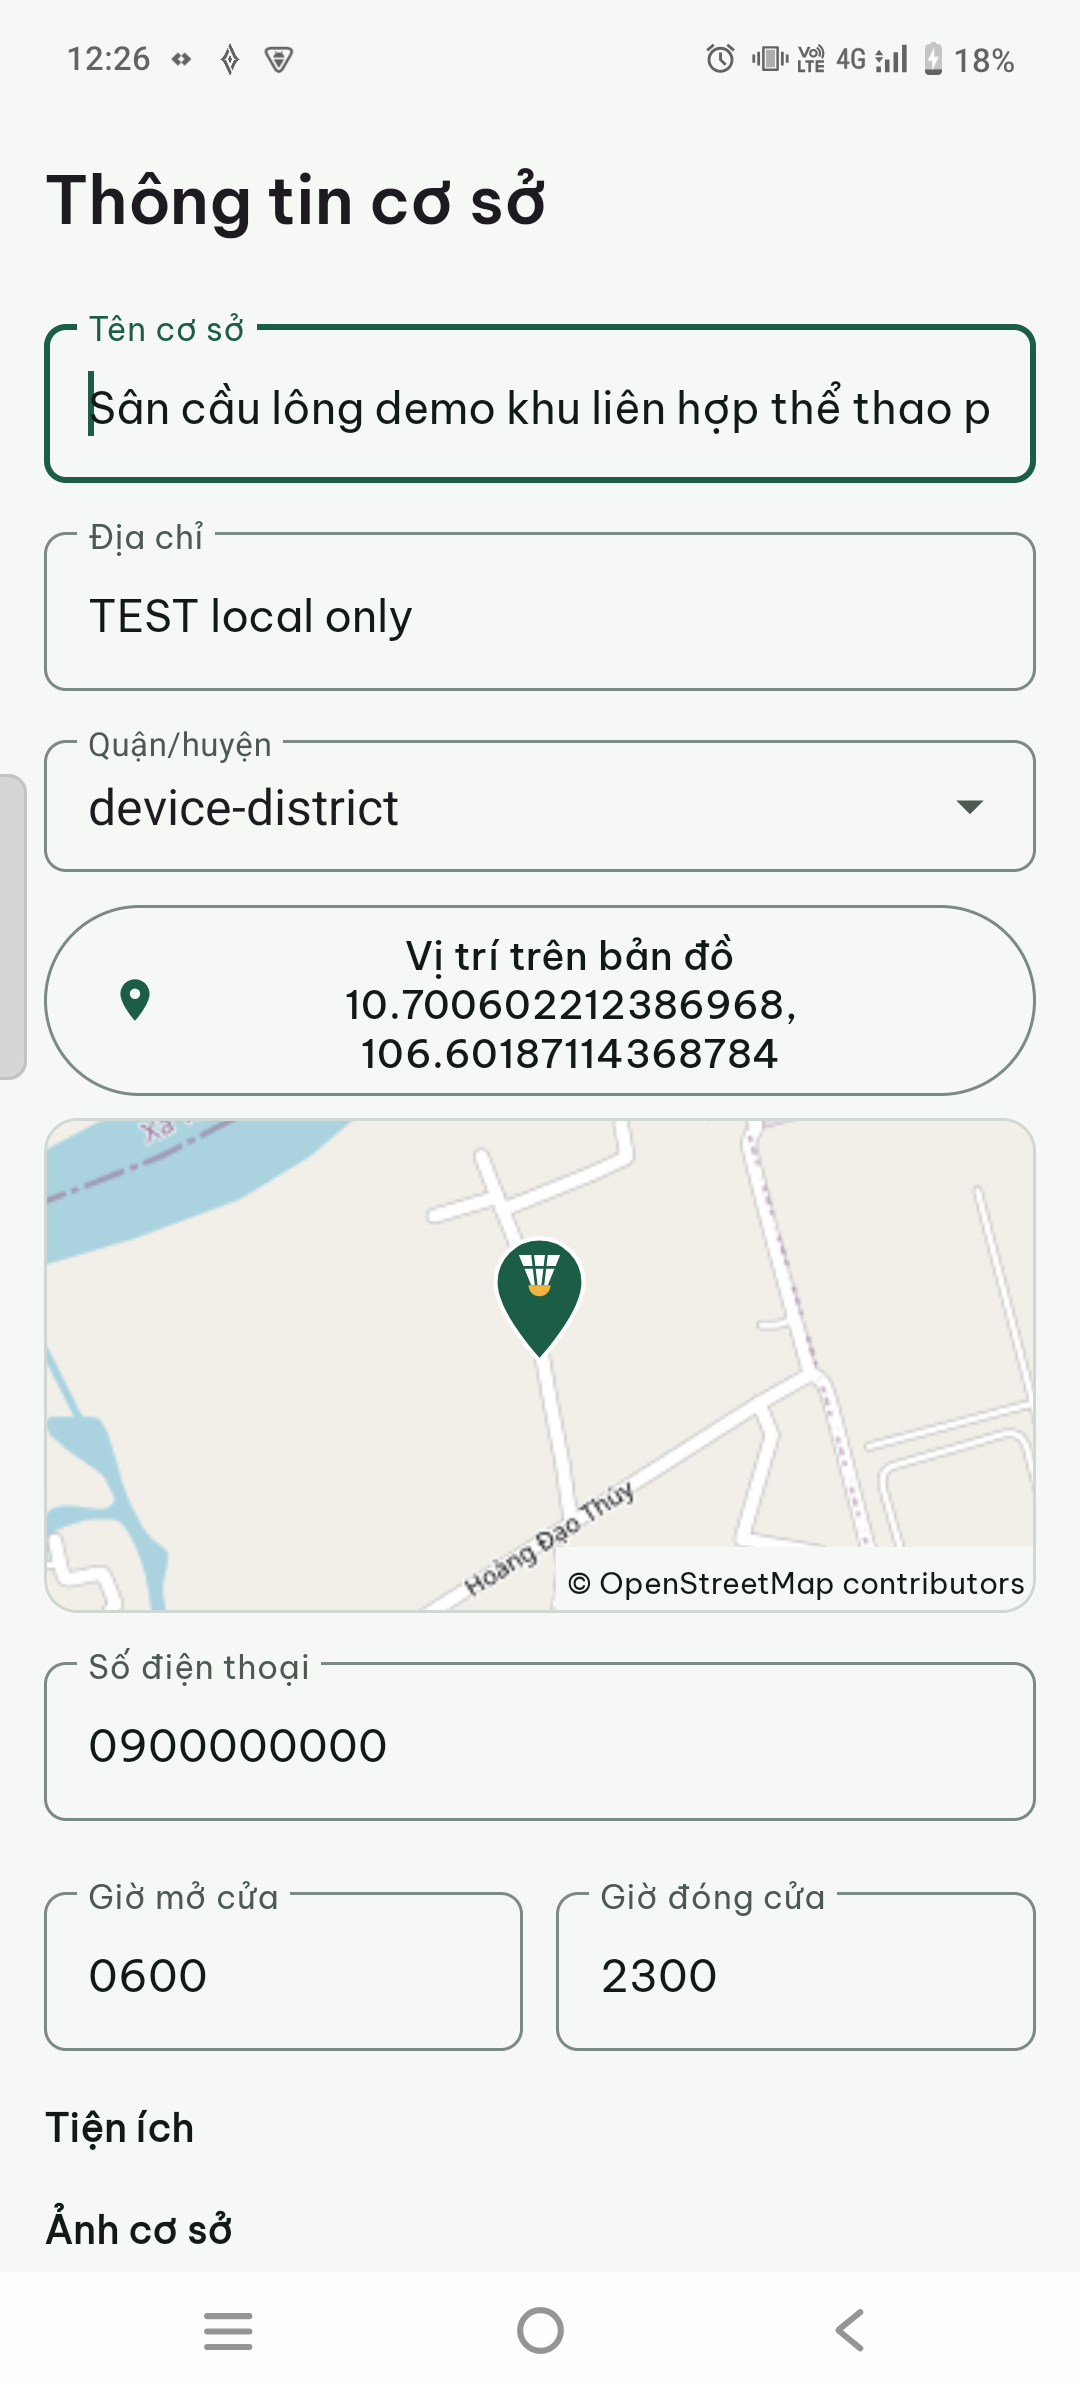 12:26
VoLTE 4G 18%
Thông tin cơ sở
Tên cơ sở
Sân cầu lông demo khu liên hợp thể thao p
Địa chỉ
TEST local only
Quận/huyện
device-district
Vị trí trên bản đồ
10.700602212386968,
106.60187114368784
Xã
Hoàng Đạo Thúy
© OpenStreetMap contributors
Số điện thoại
0900000000
Giờ mở cửa
0600
Giờ đóng cửa
2300
Tiện ích
Ảnh cơ sở